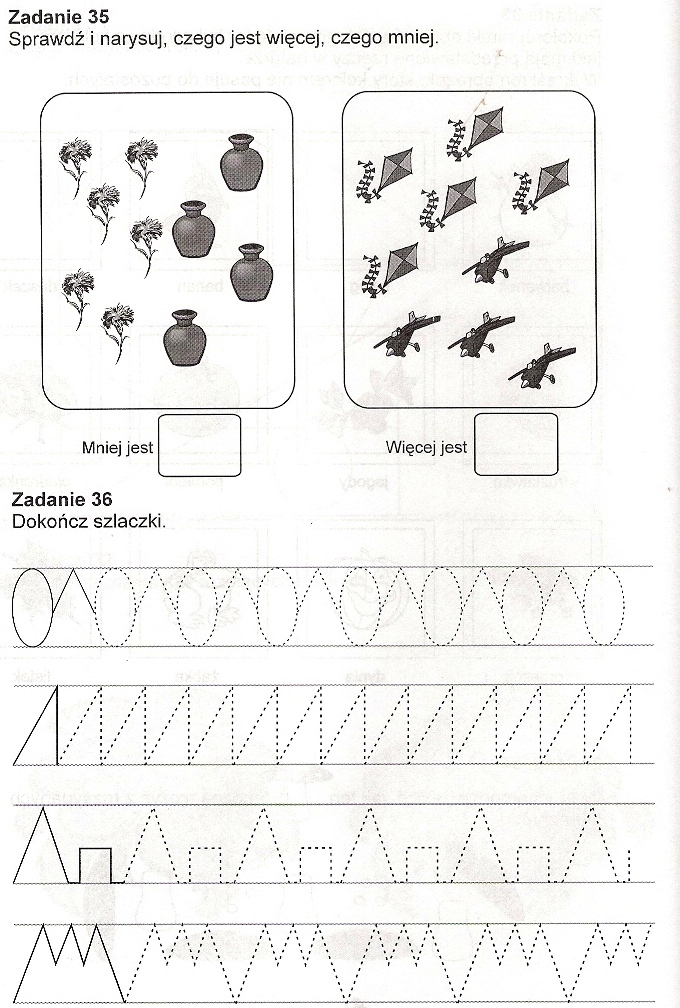 Zadanie 35
Sprawdź i narysuj, czego jest więcej, czego mniej.
Mniej jest
Więcej jest
Zadanie 36
Dokończ szlaczki.